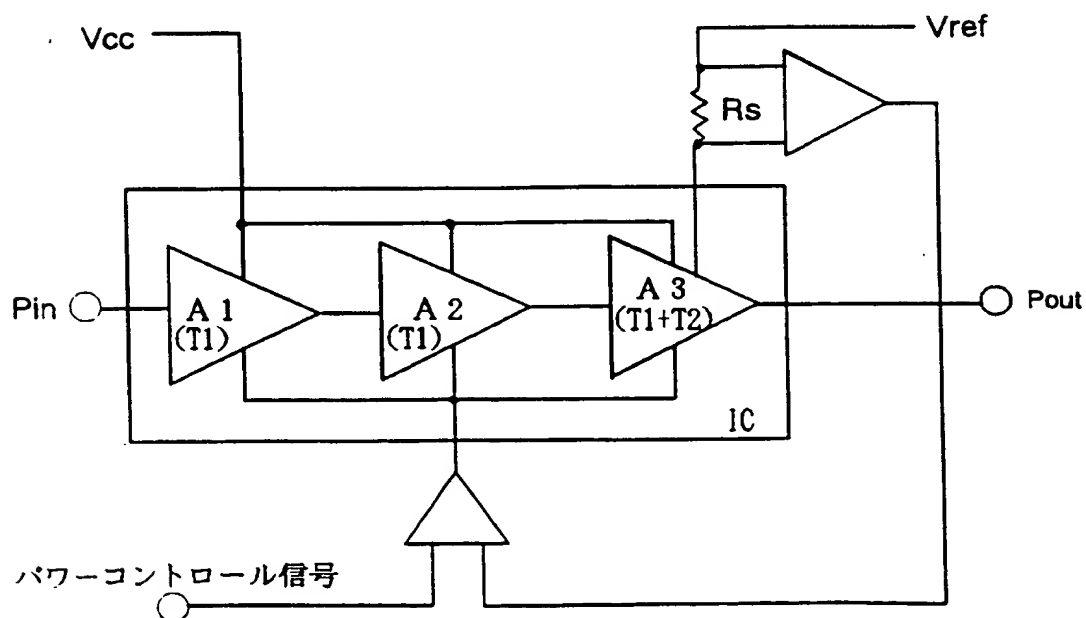 Vcc
Vref
Rs
Pin
A 1
(T1)
A 2
(T1)
A 3
(T1+T2)
Pout
IC
パワーコントロール信号